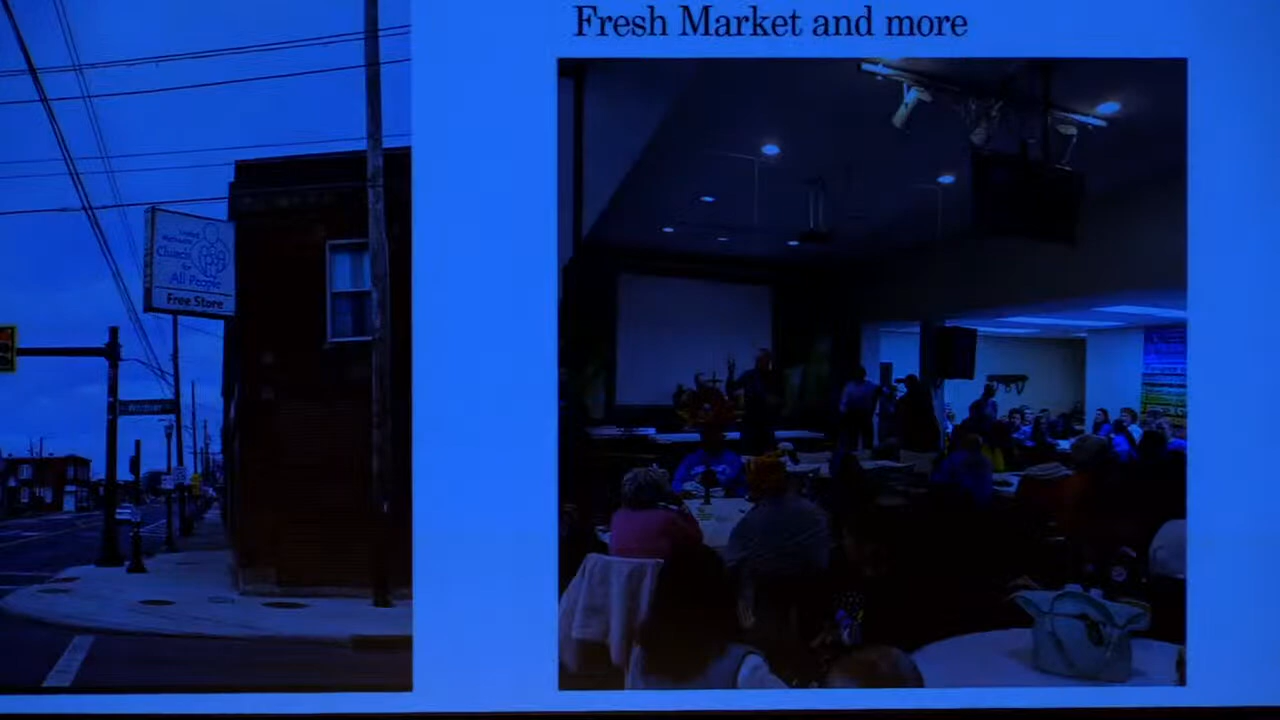 Fresh Market and more
United
Methodist
Church
for
All People
Free Store